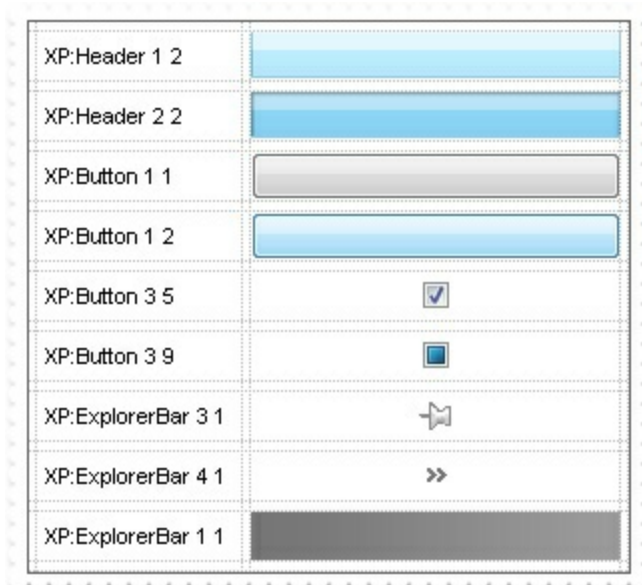 XP:Header 1 2
XP:Header 2 2
XP:Button 1 1
XP:Button 1 2
XP:Button 3 5
XP:Button 3 9
XP:ExplorerBar 3 1
XP:ExplorerBar 4 1
XP:ExplorerBar 1 1